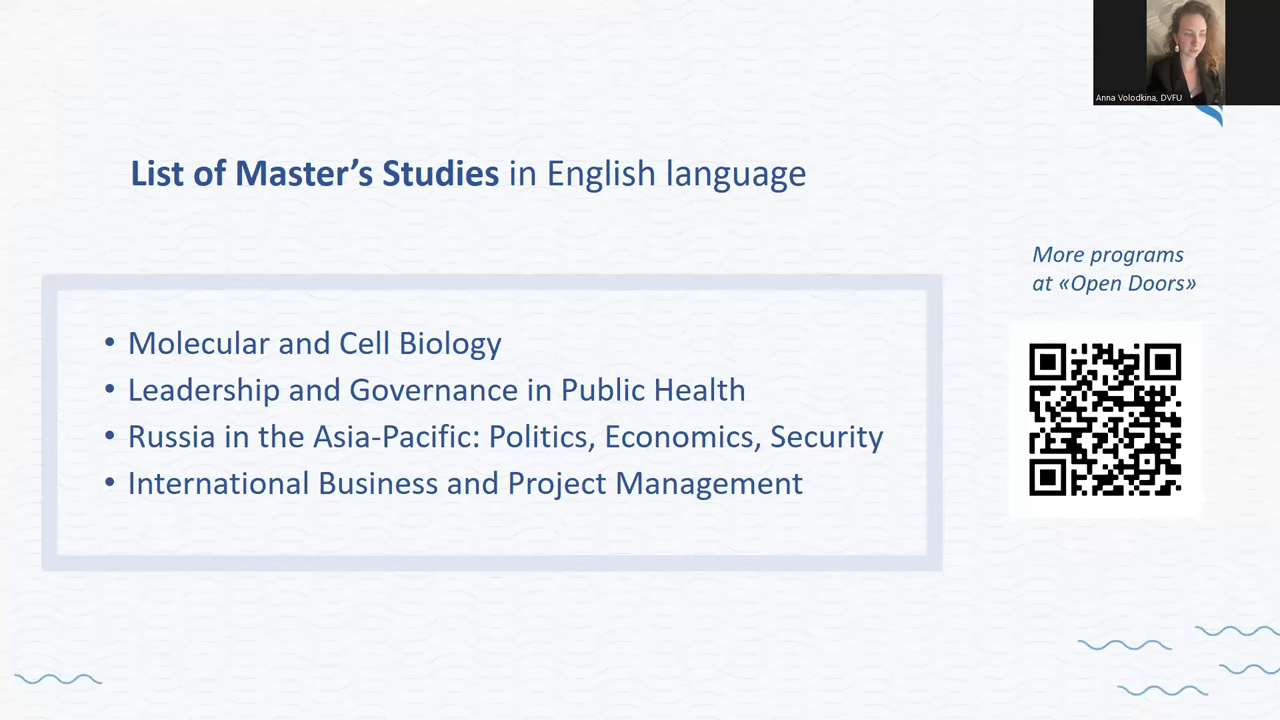 Anna Volodkina, DVFU
List of Master’s Studies in English language
More programs
at «Open Doors»
• Molecular and Cell Biology
• Leadership and Governance in Public Health
• Russia in the Asia-Pacific: Politics, Economics, Security
• International Business and Project Management